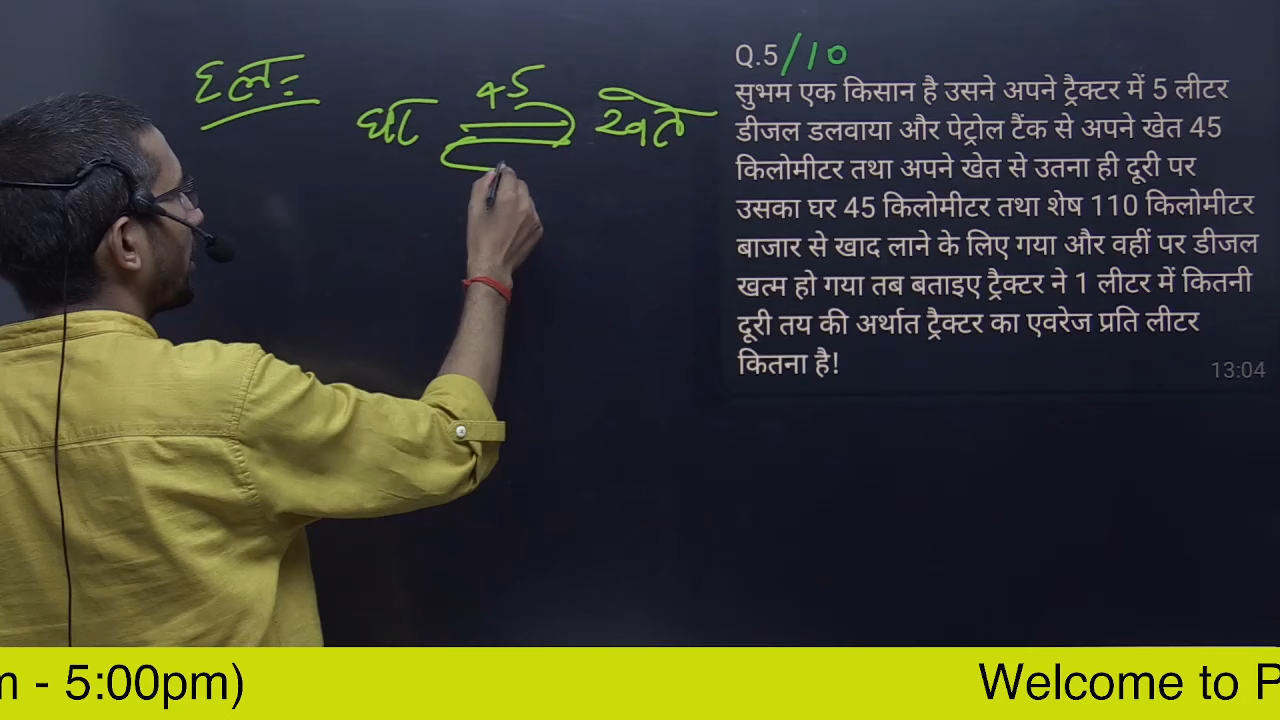 हल:
घर 45 खेत
Q.5/10
सुभम एक किसान है उसने अपने ट्रैक्टर में 5 लीटर
डीजल डलवाया और पेट्रोल टैंक से अपने खेत 45
किलोमीटर तथा अपने खेत से उतना ही दूरी पर
उसका घर 45 किलोमीटर तथा शेष 110 किलोमीटर
बाजार से खाद लाने के लिए गया और वहीं पर डीजल
खत्म हो गया तब बताइए ट्रैक्टर ने 1 लीटर में कितनी
दूरी तय की अर्थात ट्रैक्टर का एवरेज प्रति लीटर
कितना है!
13:04
m - 5:00pm)
Welcome to P